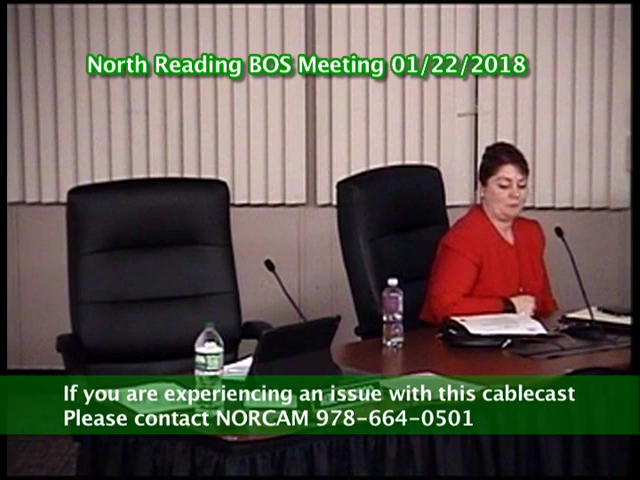 North Reading BOS Meeting 01/22/2018
If you are experiencing an issue with this cablecast
Please contact NORCAM 978-664-0501